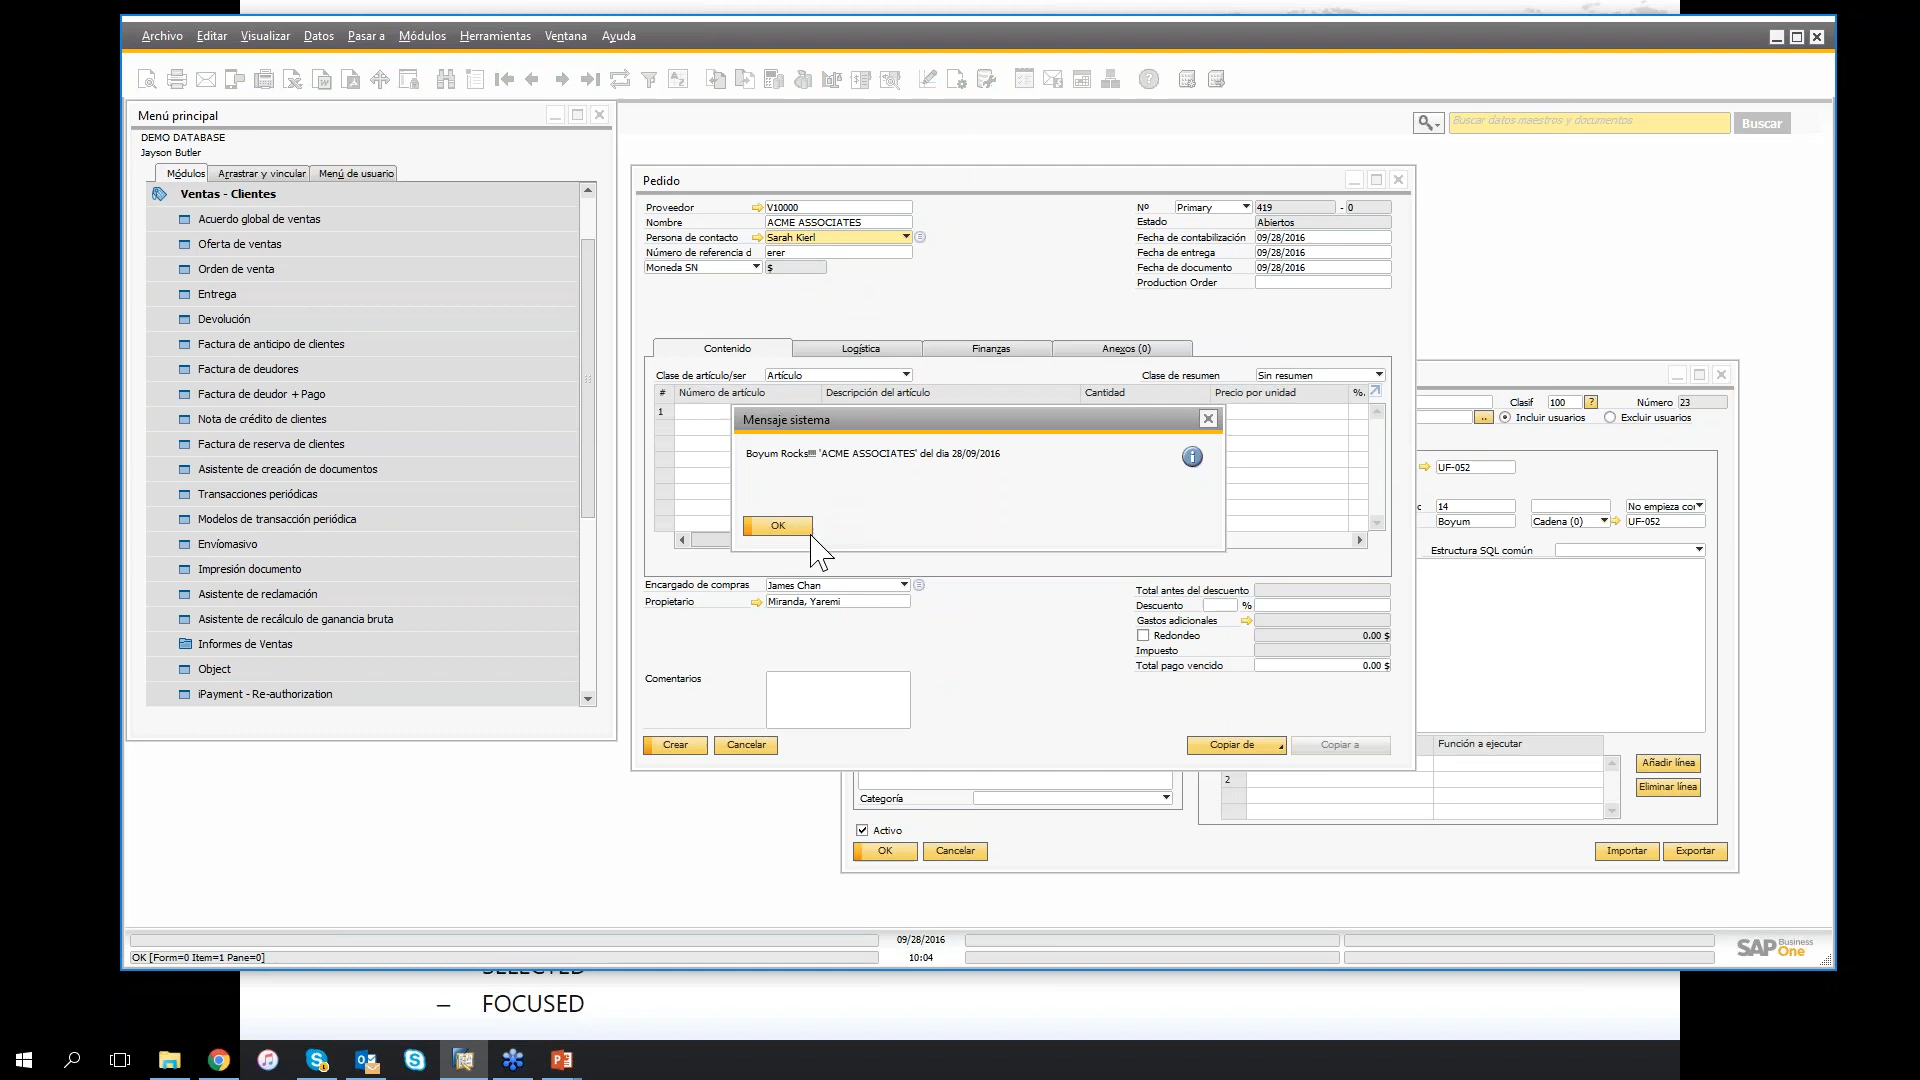 Archivo Editar Visualizar Datos Pasar a Módulos Herramientas Ventana Ayuda
Buscar datos maestros y documentos
Buscar
Menú principal
DEMO DATABASE
Jayson Butler
Módulos Arrastrar y vincular Menú de usuario
Ventas - Clientes
Acuerdo global de ventas
Oferta de ventas
Orden de venta
Entrega
Devolución
Factura de anticipo de clientes
Factura de deudores
Factura de deudor + Pago
Nota de crédito de clientes
Factura de reserva de clientes
Asistente de creación de documentos
Transacciones periódicas
Modelos de transacción periódica
Envíomasivo
Impresión documento
Asistente de reclamación
Asistente de recálculo de ganancia bruta
Informes de Ventas
Object
iPayment - Re-authorization
Pedido
Proveedor V10000
Nombre ACME ASSOCIATES
Persona de contacto Sarah Kierl
Número de referencia d erer
Moneda SN $
Nº Primary 419 - 0
Estado Abiertos
Fecha de contabilización 09/28/2016
Fecha de entrega 09/28/2016
Fecha de documento 09/28/2016
Production Order
Contenido Logística Finanzas Anexos (0)
Clase de artículo/ser Artículo Clase de resumen Sin resumen
# Número de artículo Descripción del artículo Cantidad Precio por unidad %.
1
Mensaje sistema
Boyum Rocks!!!! 'ACME ASSOCIATES' del dia 28/09/2016
OK
Encargado de compras James Chan
Propietario Miranda, Yaremi
Total antes del descuento
Descuento %
Gastos adicionales
Redondeo 0.00 $
Impuesto
Total pago vencido 0.00 $
Comentarios
Crear Cancelar Copiar de Copiar a
Clasif 100 ? Número 23
.. Incluir usuarios Excluir usuarios
UF-052
c 14 No empieza con
Boyum Cadena (0) UF-052
Estructura SQL común
Función a ejecutar
2
Añadir línea
Eliminar línea
Categoría
Activo
OK Cancelar Importar Exportar
09/28/2016
OK [Form=0 Item=1 Pane=0] 10:04
SAP Business One
SELECTED
– FOCUSED